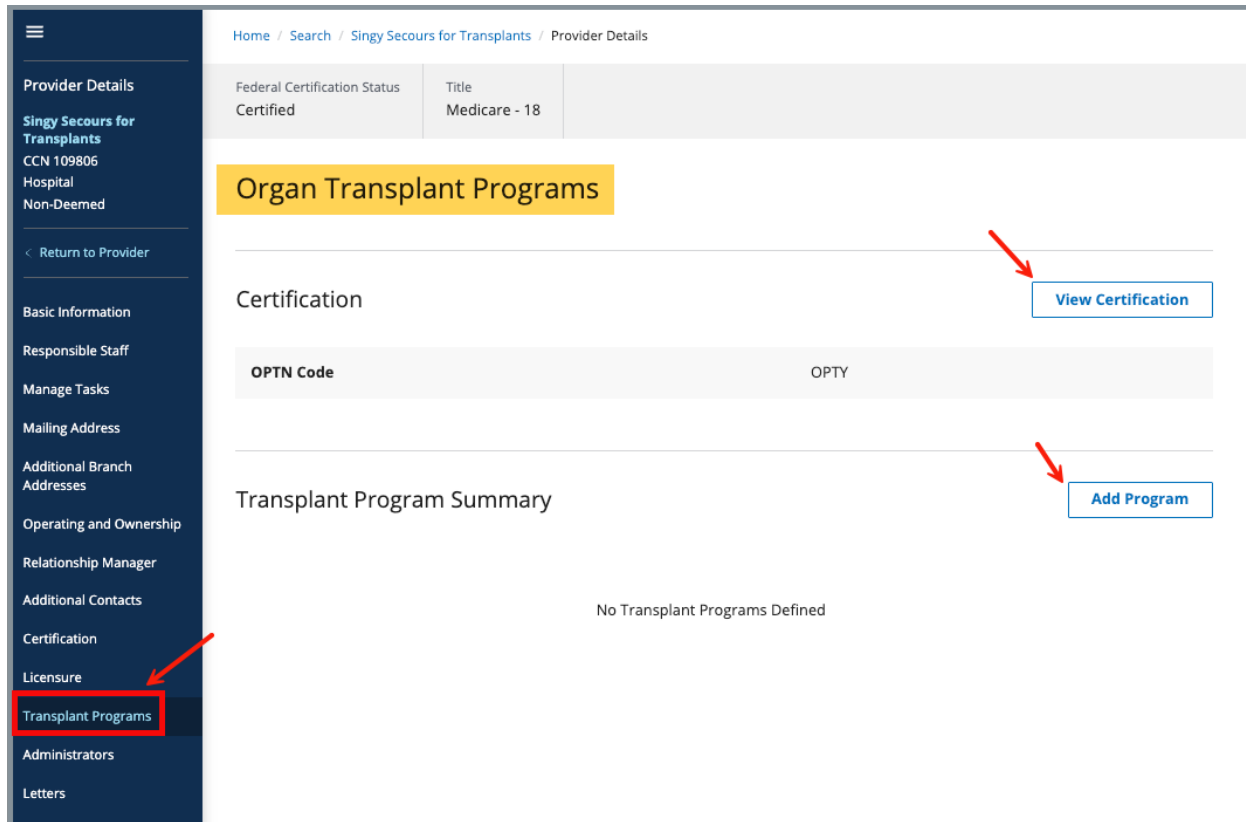 Provider Details
Singy Secours for
Transplants
CCN 109806
Hospital
Non-Deemed
< Return to Provider
Basic Information
Responsible Staff
Manage Tasks
Mailing Address
Additional Branch
Addresses
Operating and Ownership
Relationship Manager
Additional Contacts
Certification
Licensure
Transplant Programs
Administrators
Letters
Home / Search / Singy Secours for Transplants / Provider Details
Federal Certification Status
Certified
Title
Medicare - 18
Organ Transplant Programs
Certification
View Certification
OPTN Code OPTY
Transplant Program Summary
Add Program
No Transplant Programs Defined